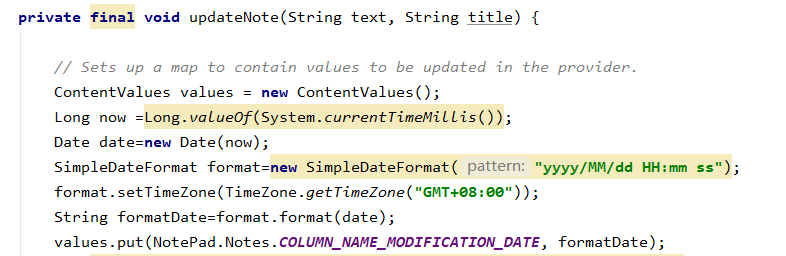 private final void updateNote(String text, String title) {
// Sets up a map to contain values to be updated in the provider.
ContentValues values = new ContentValues();
Long now =Long.valueOf(System.currentTimeMillis());
Date date=new Date(now);
SimpleDateFormat format=new SimpleDateFormat( pattern: "yyyy/MM/dd HH:mm ss");
format.setTimeZone(TimeZone.getTimeZone("GMT+08:00"));
String formatDate=format.format(date);
values.put(NotePad.Notes.COLUMN_NAME_MODIFICATION_DATE, formatDate);